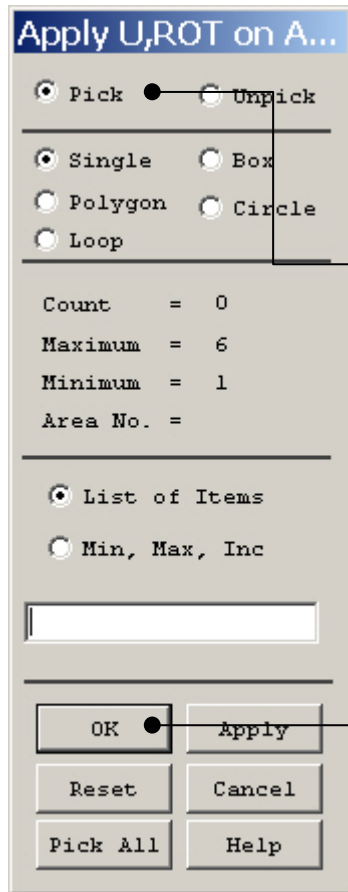 Apply U,ROT on A...
Pick Unpick
Single Box
Polygon Circle
Loop
Count = 0
Maximum = 6
Minimum = 1
Area No. =
List of Items
Min, Max, Inc
OK Apply
Reset Cancel
Pick All Help